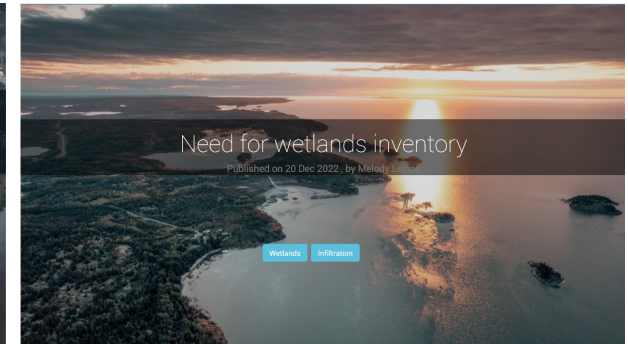 Need for wetlands inventory
Published on 20 Dec 2022 , by Melody
Wetlands Infiltration